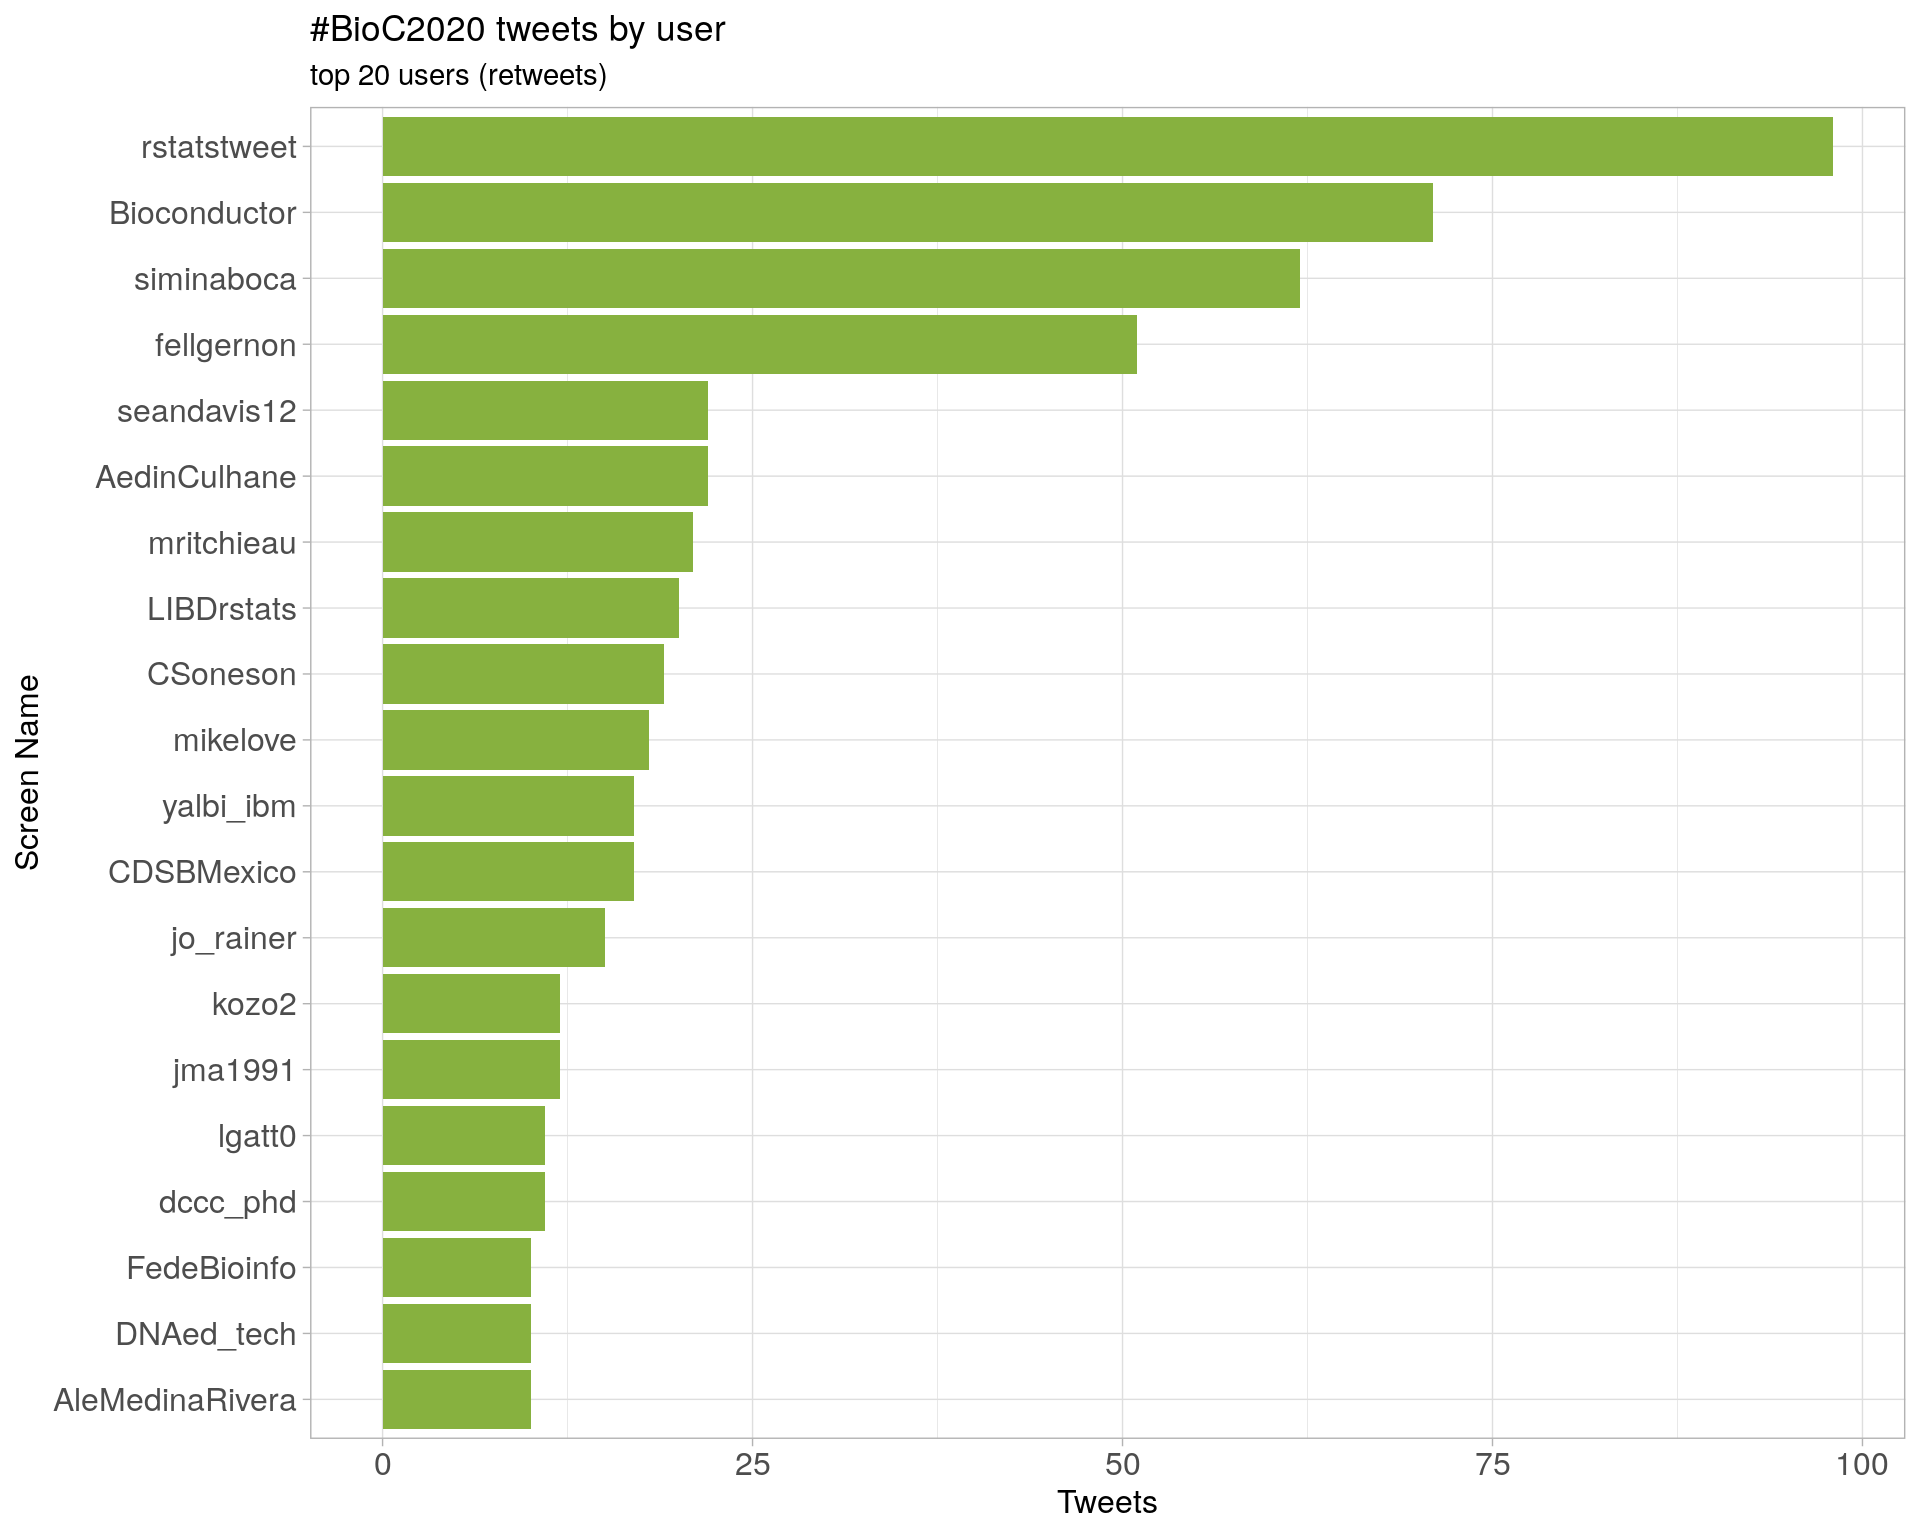 #BioC2020 tweets by user
top 20 users (retweets)
rstatstweet
Bioconductor
siminaboca
fellgernon
seandavis12
AedinCulhane
mritchieau
LIBDrstats
CSoneson
mikelove
yalbi_ibm
CDSBMexico
jo_rainer
kozo2
jma1991
lgatt0
dccc_phd
FedeBioinfo
DNAed_tech
AleMedinaRivera
Screen Name
0 25 50 75 100
Tweets